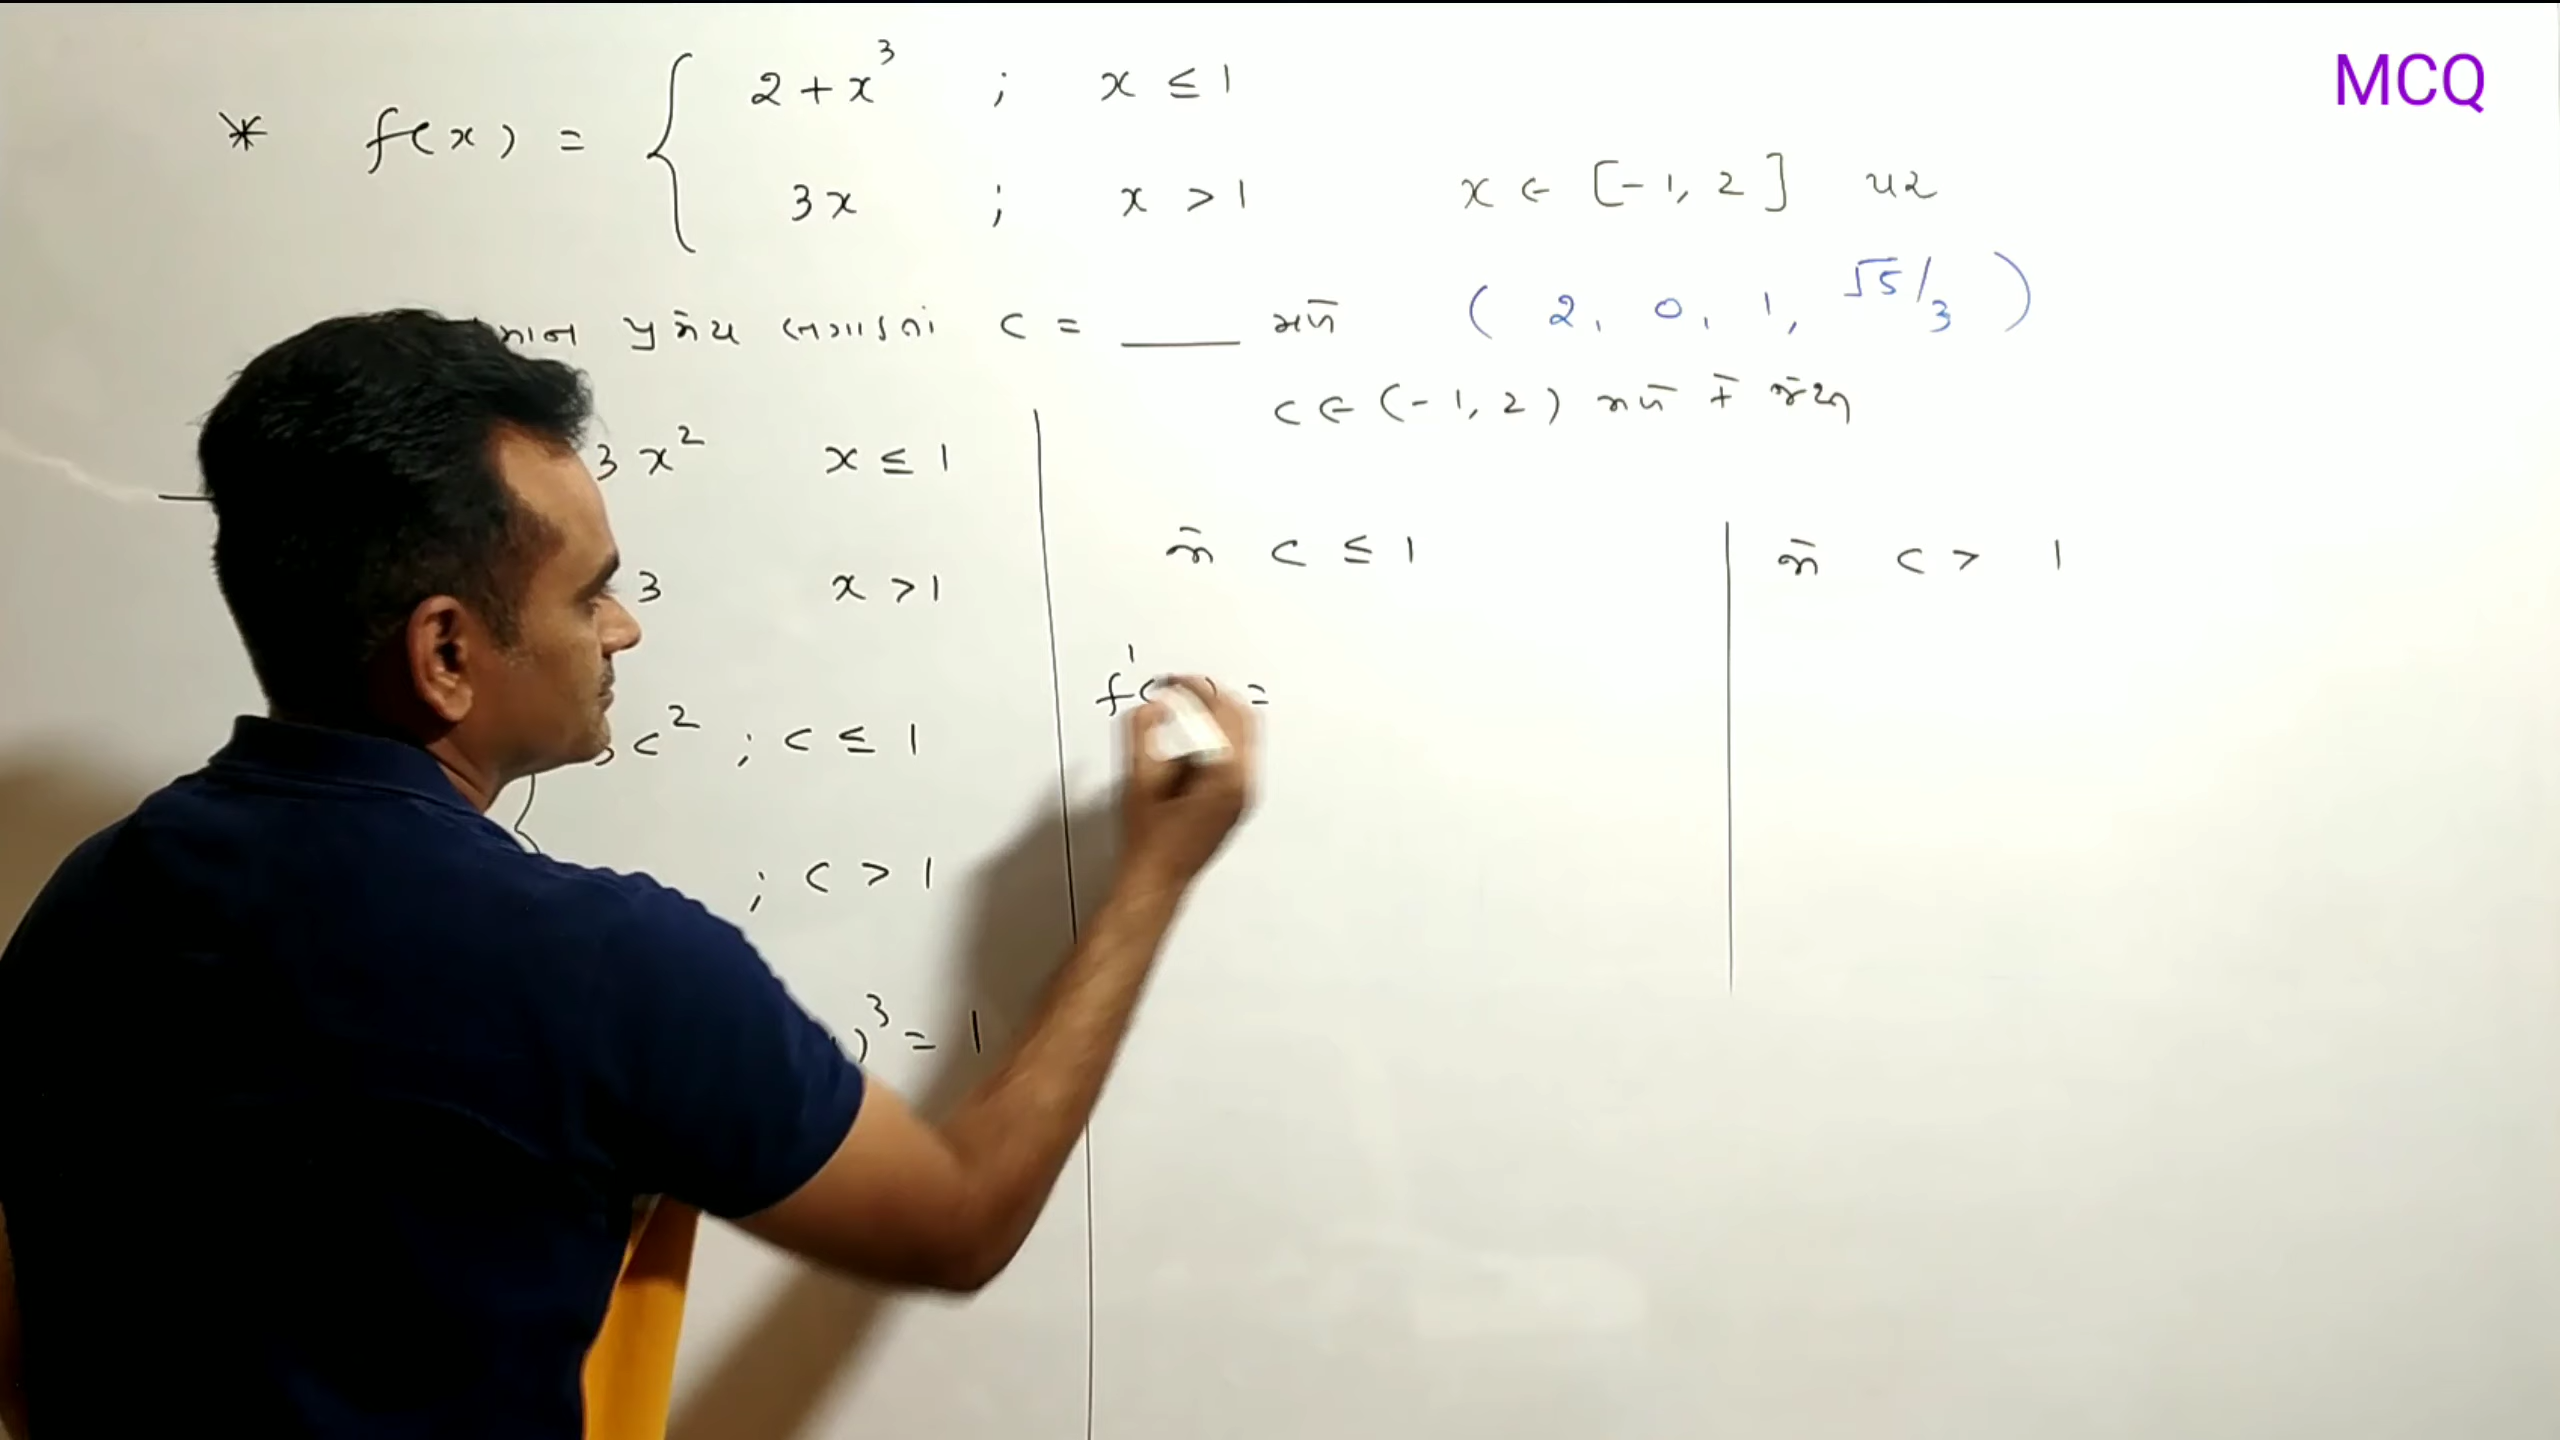 MCQ
* f(x) = { 2 + x³ ; x ≤ 1
3x ; x > 1 x ∈ [-1, 2] પર
c = ____ મળે (2, 0, 1, √5/3)
c ∈ (-1, 2) મળે કે જેથી
3x² x ≤ 1
3 x > 1
જો c ≤ 1
જો c > 1
c² ; c ≤ 1
; c > 1
)³ = 1
f'( ) =